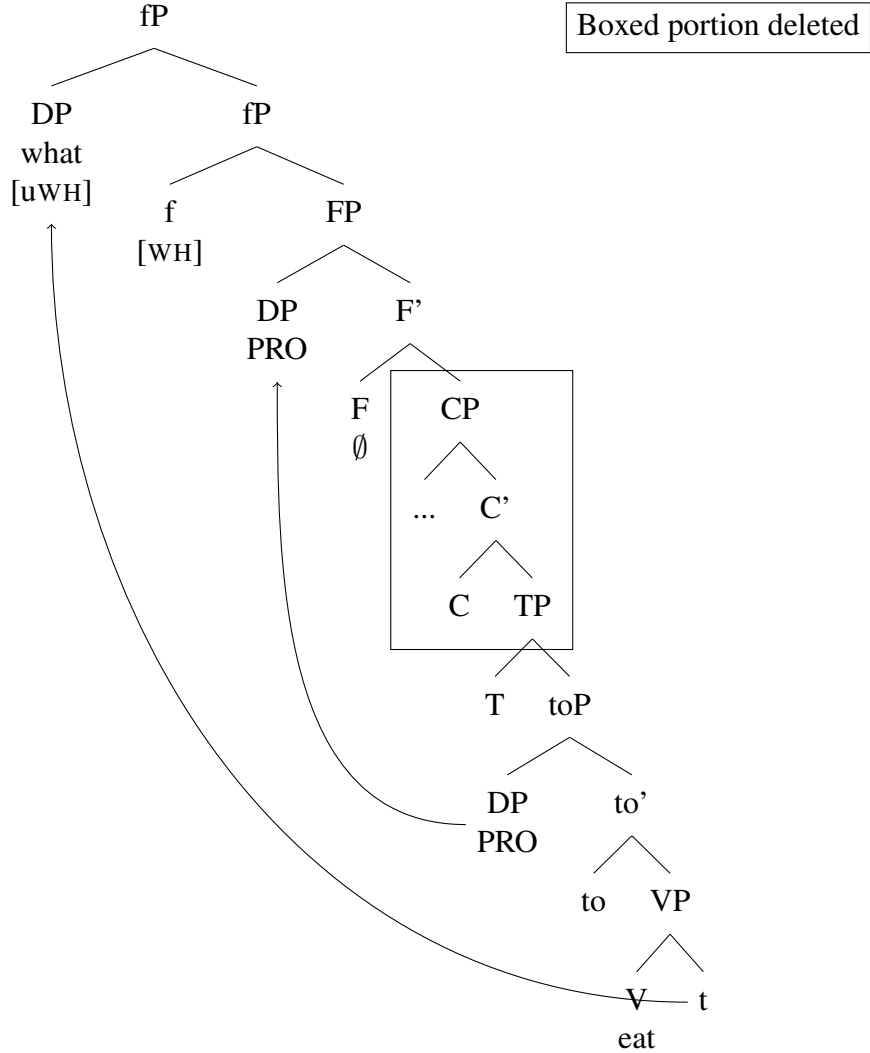 fP
Boxed portion deleted
DP fP
what
[uWH]
f FP
[WH]
DP F’
PRO
F CP
∅
... C’
C TP
T toP
DP to’
PRO
to VP
V t
eat